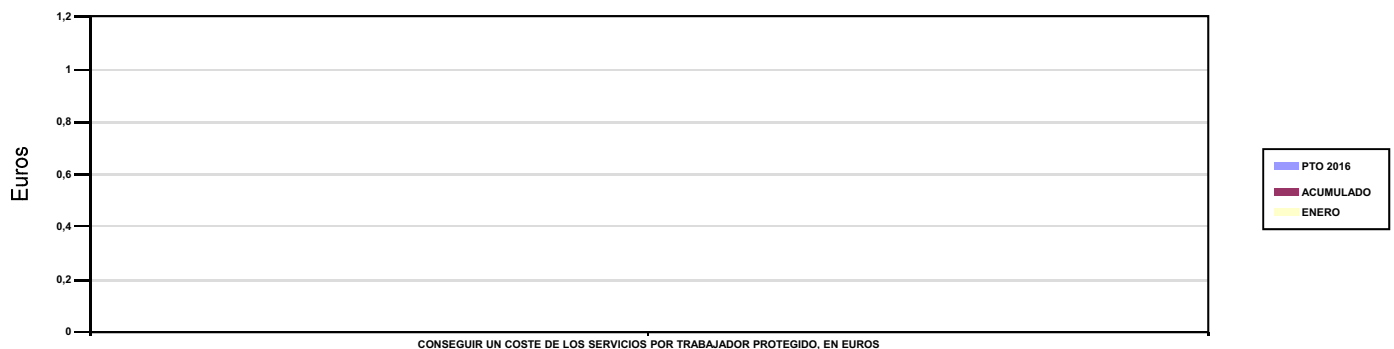 1,2
1
0,8
0,6
0,4
0,2
0
Euros
PTO 2016
ACUMULADO
ENERO
CONSEGUIR UN COSTE DE LOS SERVICIOS POR TRABAJADOR PROTEGIDO, EN EUROS